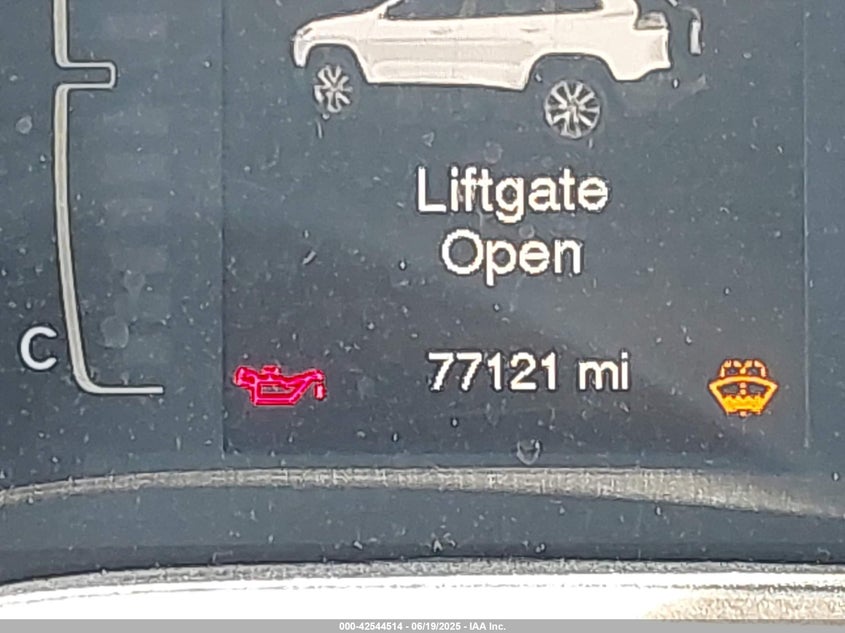 Liftgate
Open
C
77121 mi
000-42544514 - 06/19/2025 - IAA Inc.